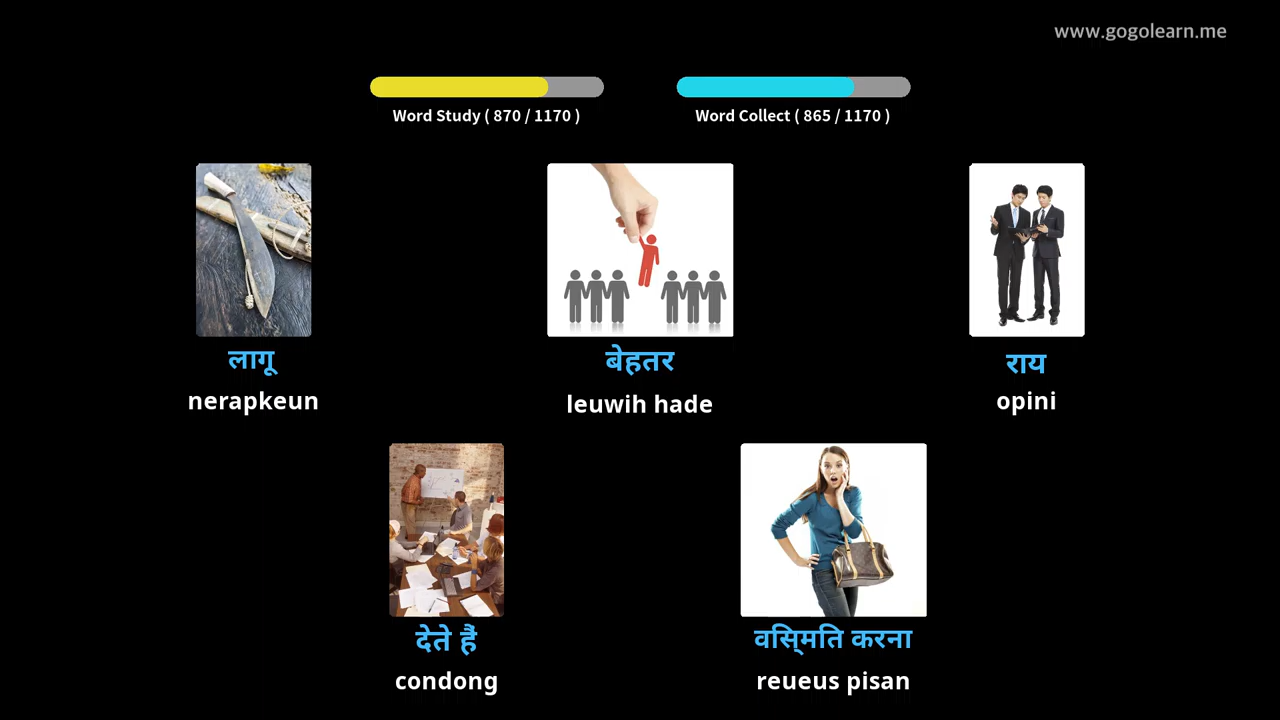 www.gogolearn.me
Word Study ( 870 / 1170 )
Word Collect ( 865 / 1170 )
लागू
nerapkeun
बेहतर
leuwih hade
राय
opini
देते हैं
condong
विस्मित करना
reueus pisan